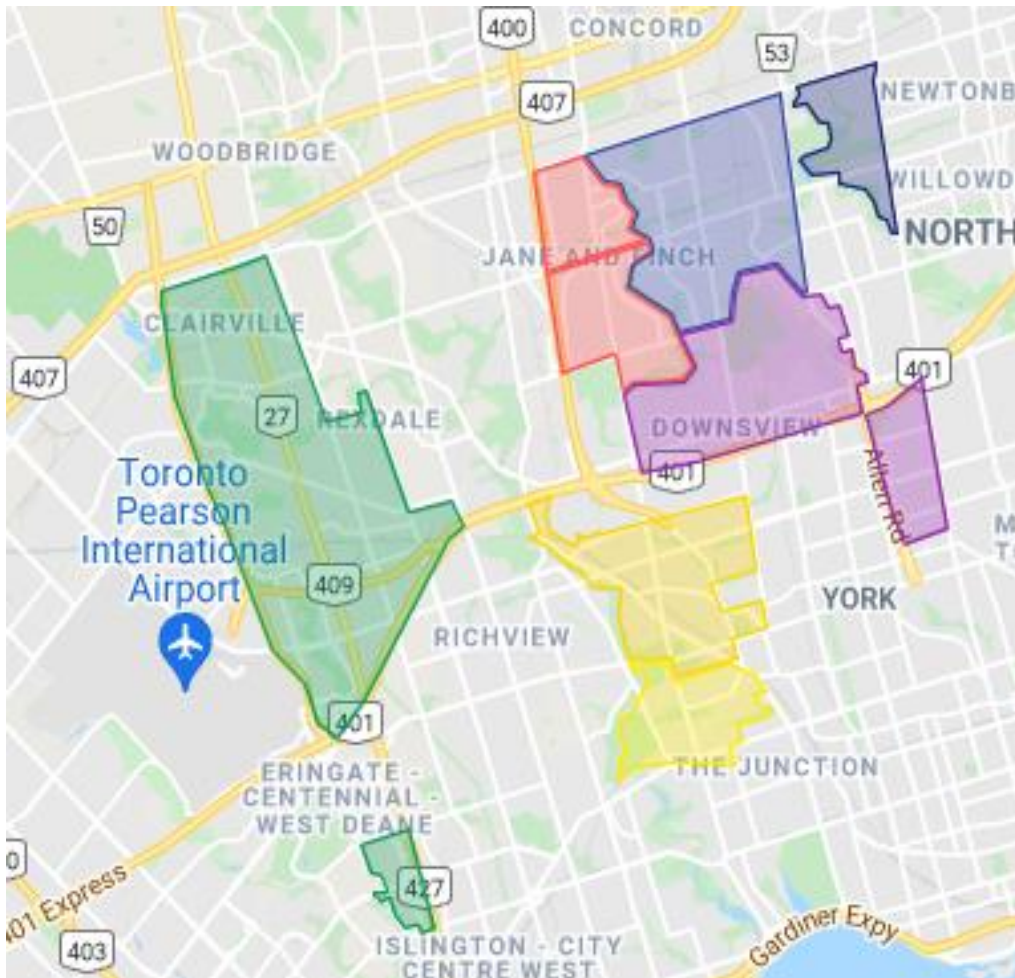 400
CONCORD
53
407
NEWTONB
WOODBRIDGE
WILLOWD
50
NORTH
JANE AND FINCH
CLAIRVILLE
407
401
27
REXDALE
DOWNSVIEW
401
Allen Rd
Toronto
Pearson
International
Airport
M
T
409
YORK
RICHVIEW
401
THE JUNCTION
ERINGATE -
CENTENNIAL -
WEST DEANE
0
427
401 Express
403
ISLINGTON - CITY
CENTRE WEST
Gardiner Expy